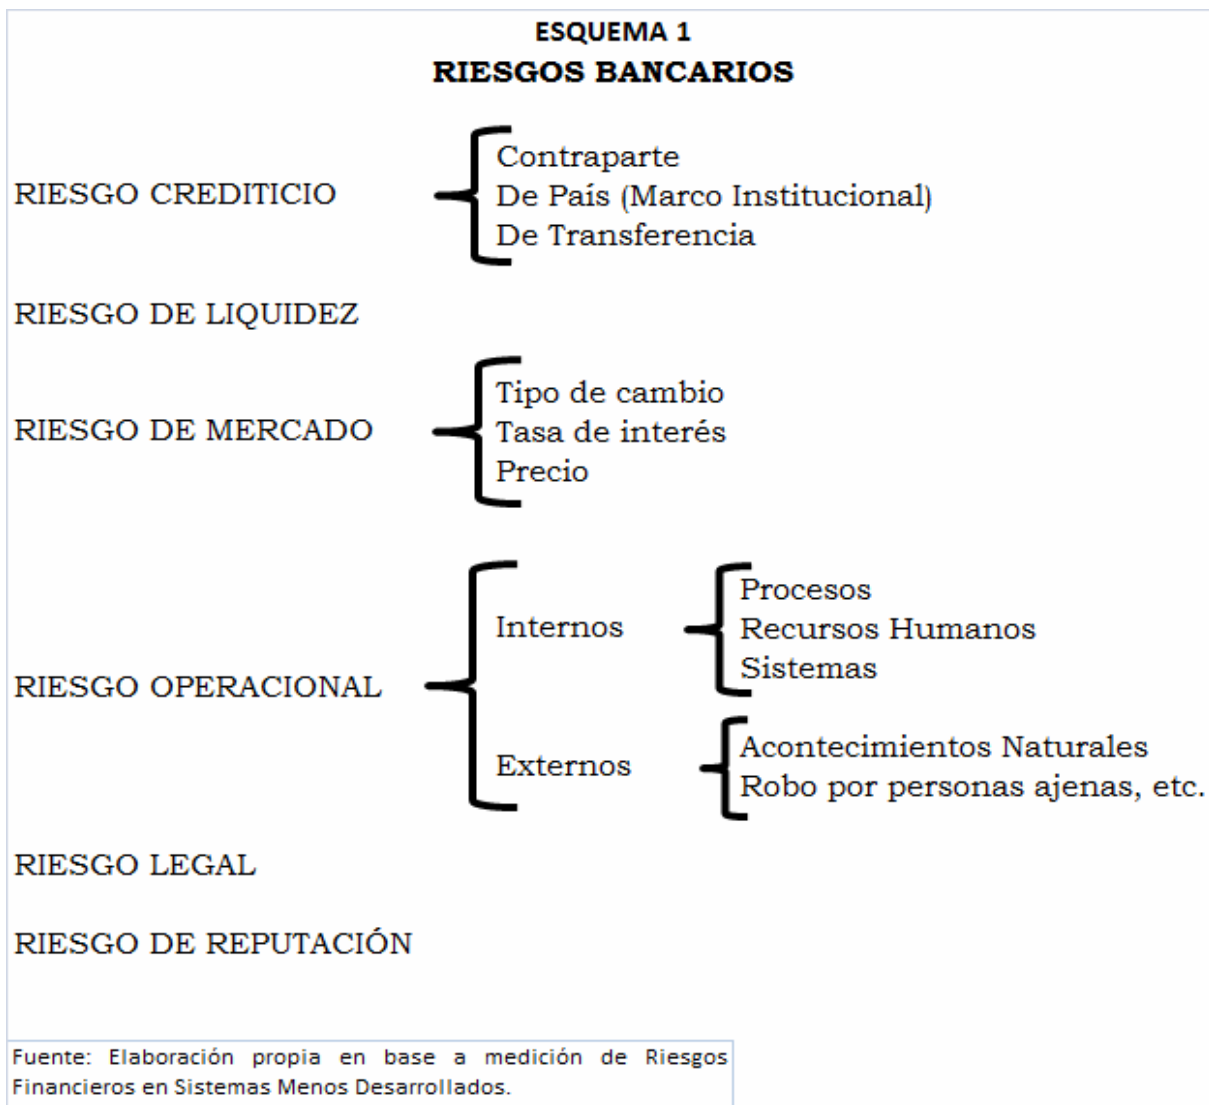 ESQUEMA 1
RIESGOS BANCARIOS
RIESGO CREDITICIO
Contraparte
De País (Marco Institucional)
De Transferencia
RIESGO DE LIQUIDEZ
RIESGO DE MERCADO
Tipo de cambio
Tasa de interés
Precio
RIESGO OPERACIONAL
Internos
Procesos
Recursos Humanos
Sistemas
Externos
Acontecimientos Naturales
Robo por personas ajenas, etc.
RIESGO LEGAL
RIESGO DE REPUTACIÓN
Fuente: Elaboración propia en base a medición de Riesgos
Financieros en Sistemas Menos Desarrollados.